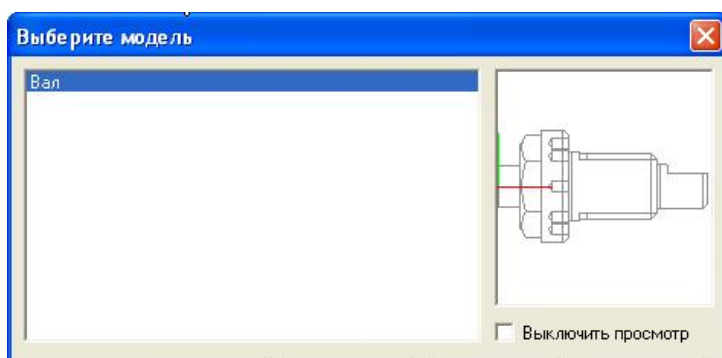 Выберите модель
Вал
Выключить просмотр